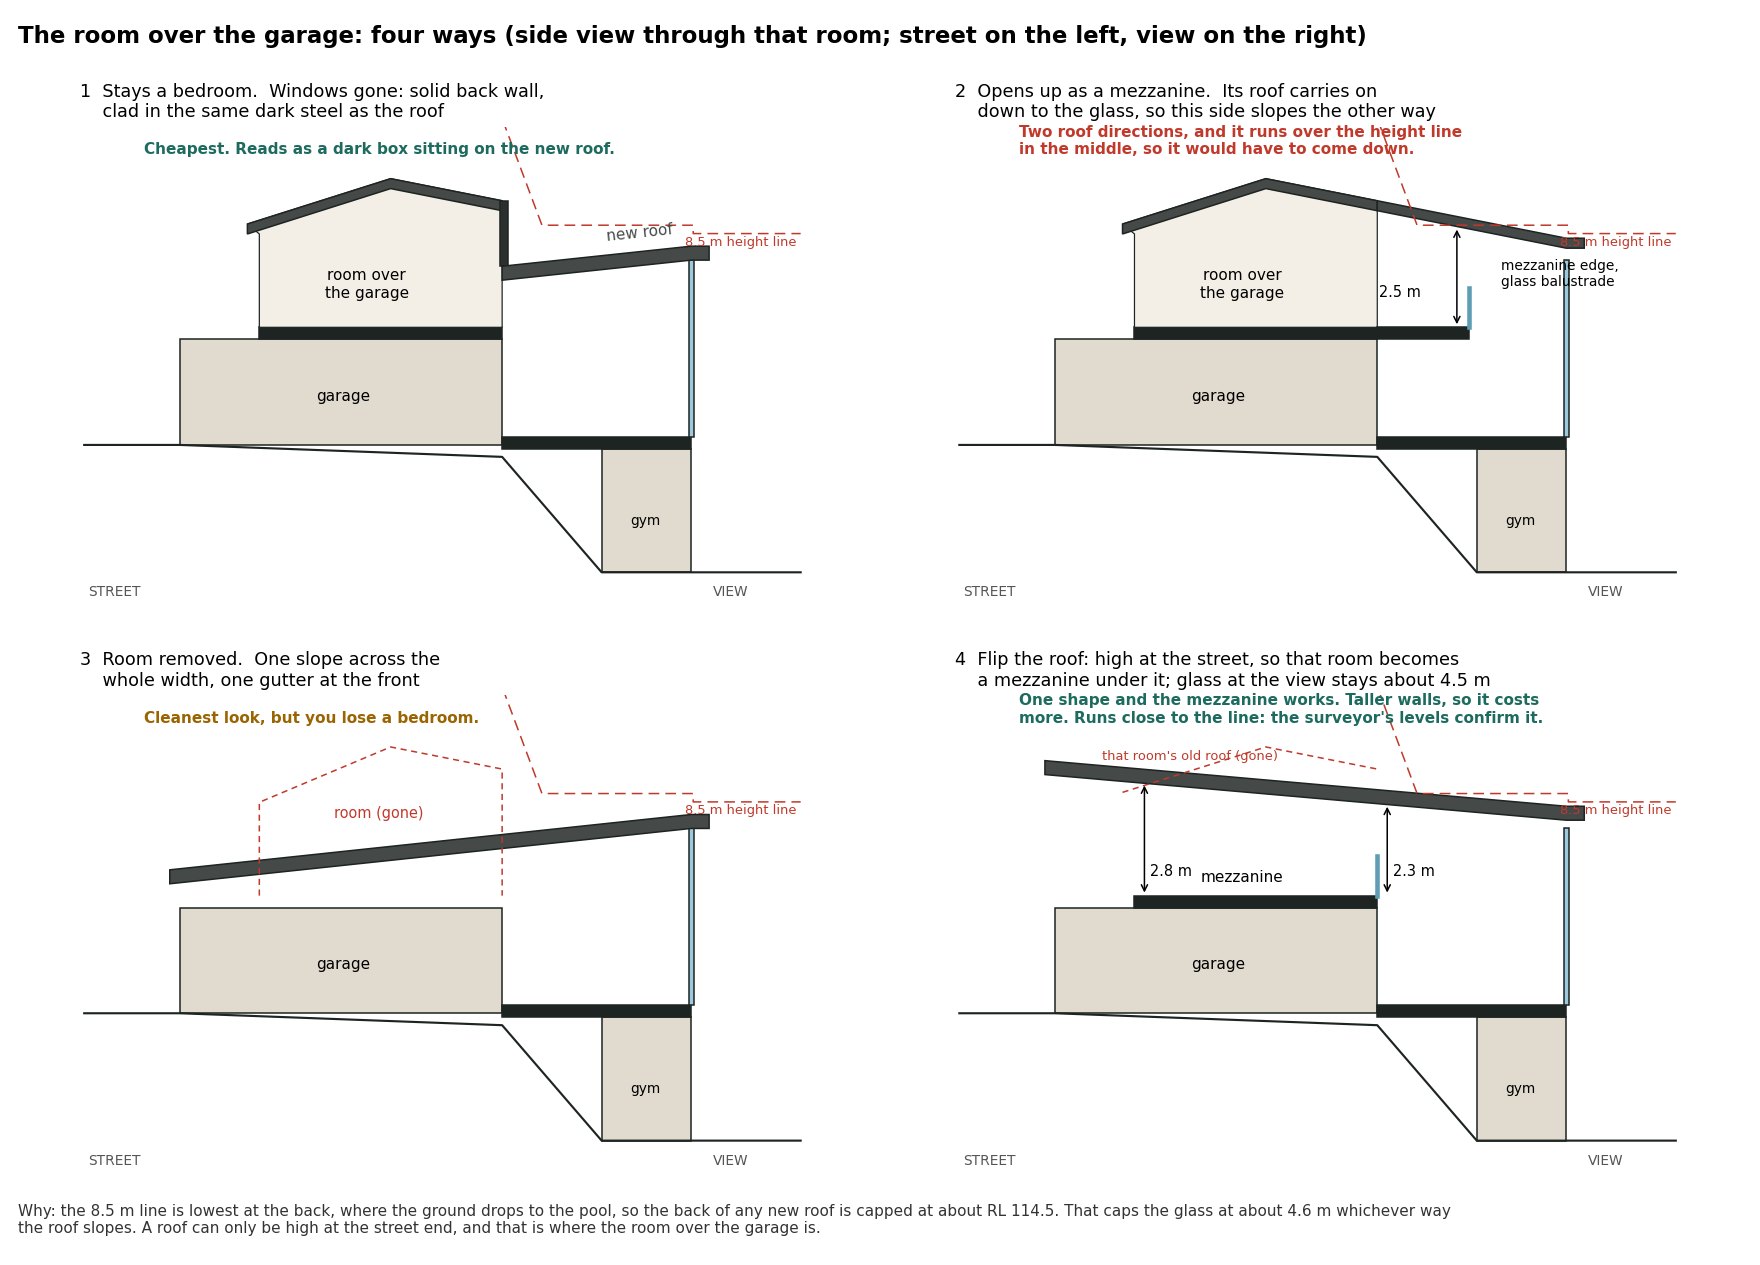 The room over the garage: four ways (side view through that room; street on the left, view on the right)
1  Stays a bedroom.  Windows gone: solid back wall,
clad in the same dark steel as the roof
Cheapest. Reads as a dark box sitting on the new roof.
new roof
8.5 m height line
room over
the garage
garage
gym
STREET
VIEW
2  Opens up as a mezzanine.  Its roof carries on
down to the glass, so this side slopes the other way
Two roof directions, and it runs over the height line
in the middle, so it would have to come down.
8.5 m height line
mezzanine edge,
glass balustrade
room over
the garage
2.5 m
garage
gym
STREET
VIEW
3  Room removed.  One slope across the
whole width, one gutter at the front
Cleanest look, but you lose a bedroom.
room (gone)
8.5 m height line
garage
gym
STREET
VIEW
4  Flip the roof: high at the street, so that room becomes
a mezzanine under it; glass at the view stays about 4.5 m
One shape and the mezzanine works. Taller walls, so it costs
more. Runs close to the line: the surveyor's levels confirm it.
that room's old roof (gone)
8.5 m height line
2.8 m
mezzanine
2.3 m
garage
gym
STREET
VIEW
Why: the 8.5 m line is lowest at the back, where the ground drops to the pool, so the back of any new roof is capped at about RL 114.5. That caps the glass at about 4.6 m whichever way
the roof slopes. A roof can only be high at the street end, and that is where the room over the garage is.